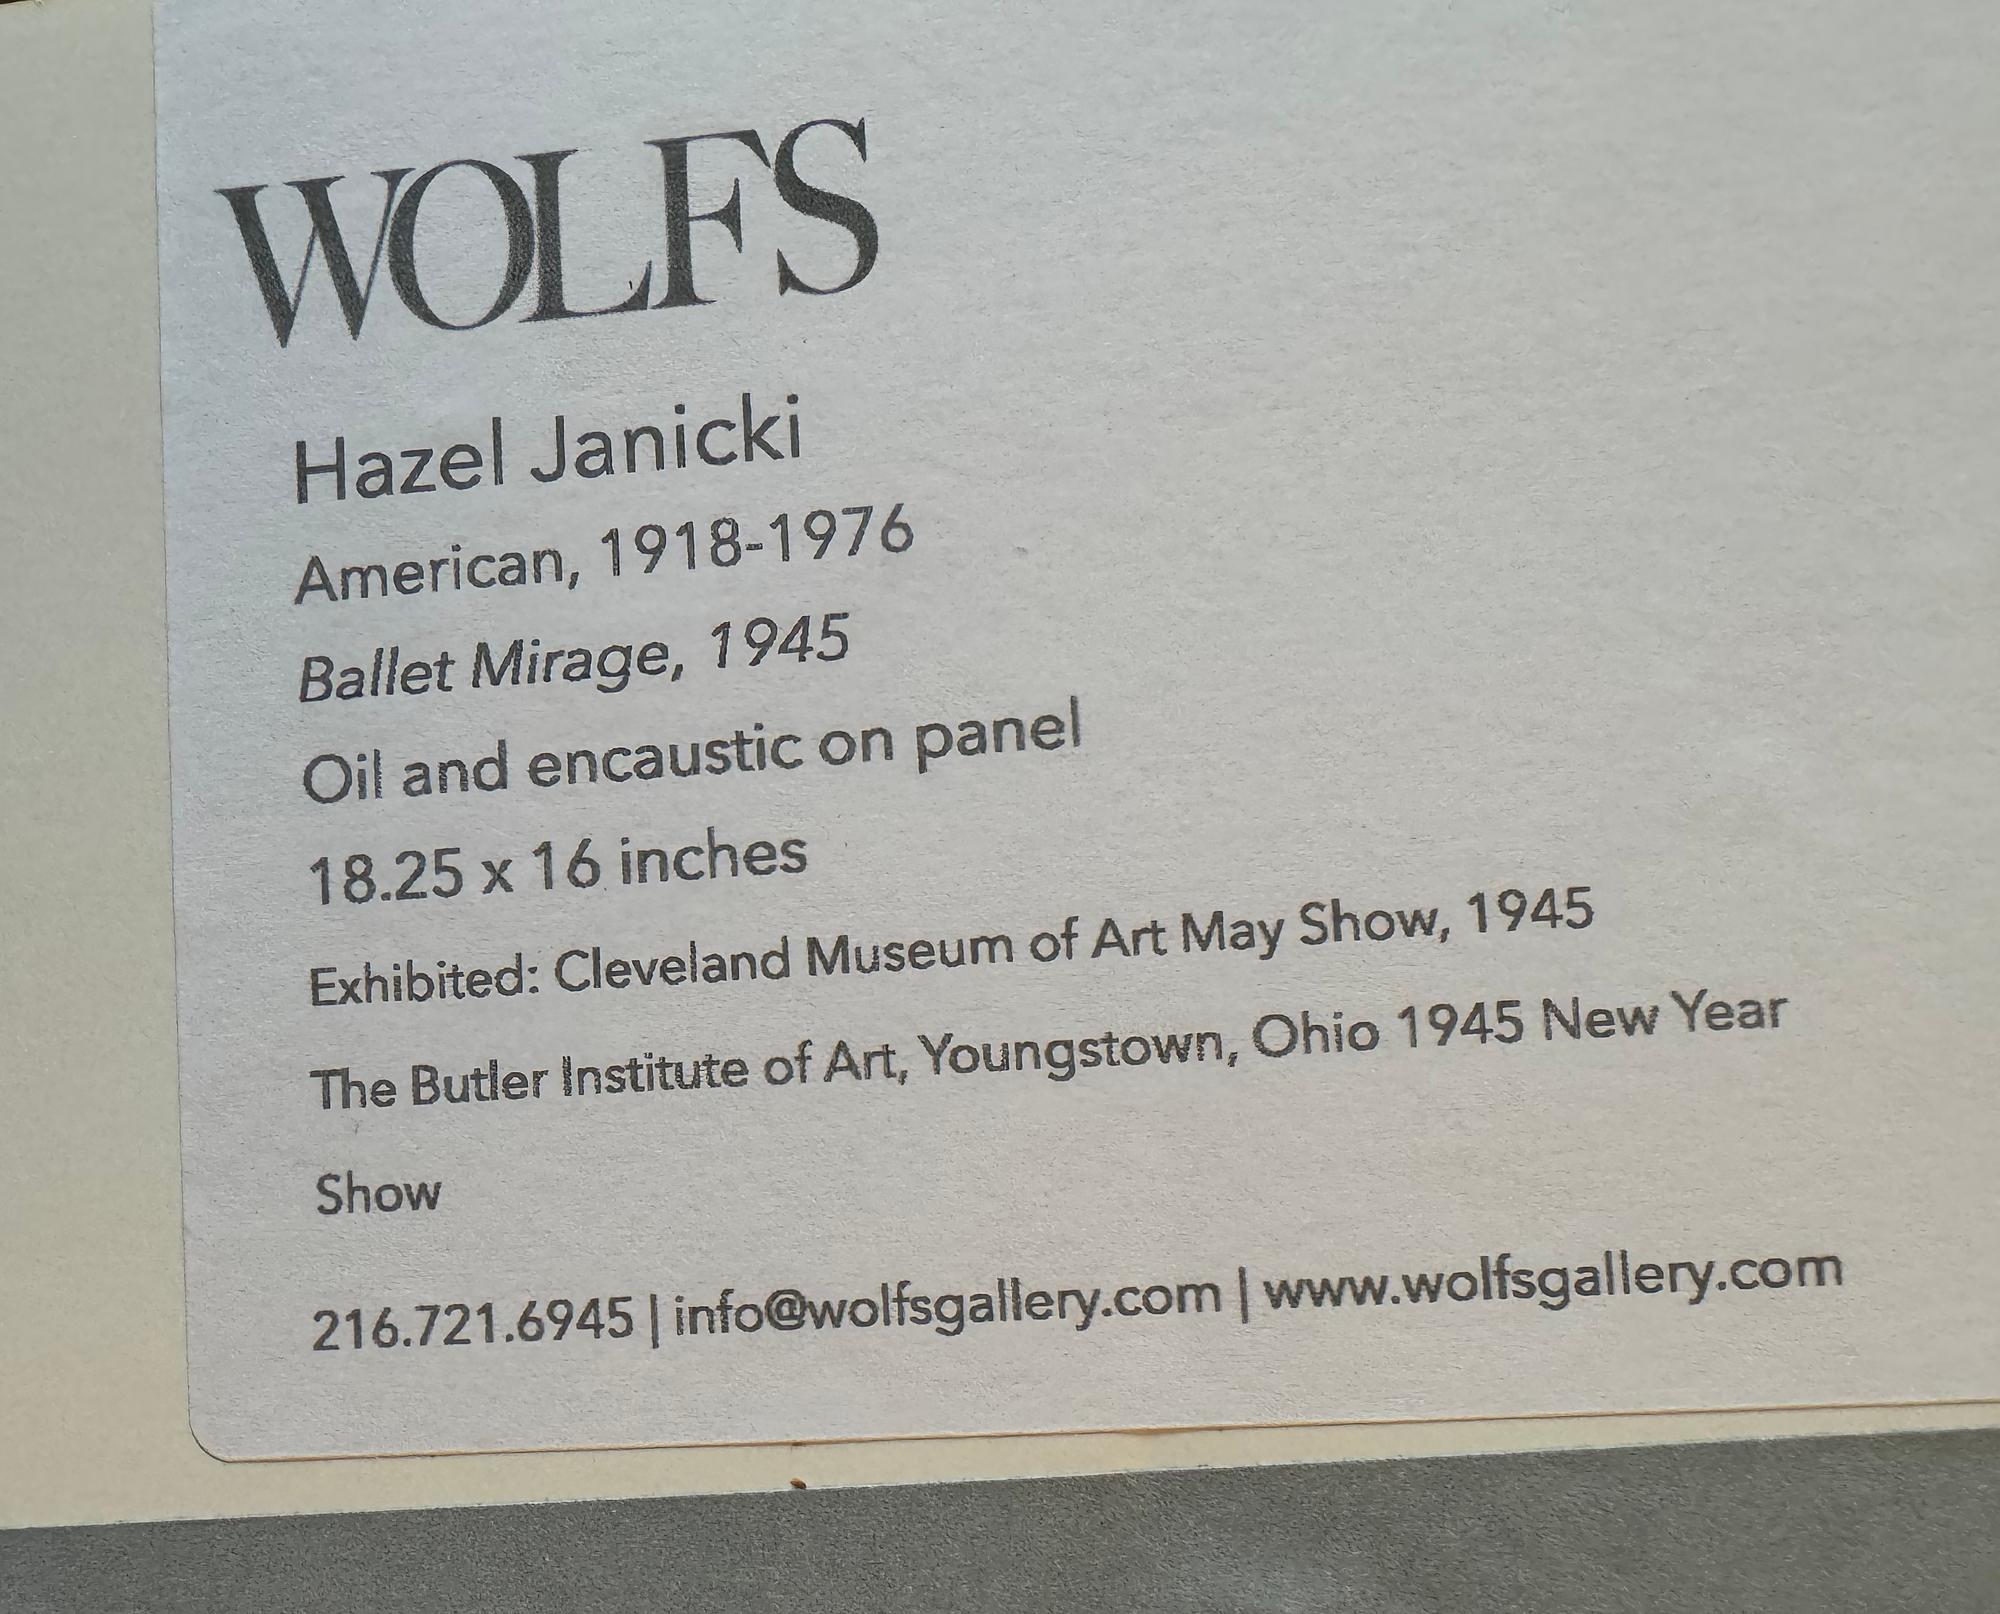 WOLFS
Hazel Janicki
American, 1918-1976
Ballet Mirage, 1945
Oil and encaustic on panel
18.25 x 16 inches
Exhibited: Cleveland Museum of Art May Show, 1945
The Butler Institute of Art, Youngstown, Ohio 1945 New Year
Show
216.721.6945 | info@wolfsgallery.com | www.wolfsgallery.com